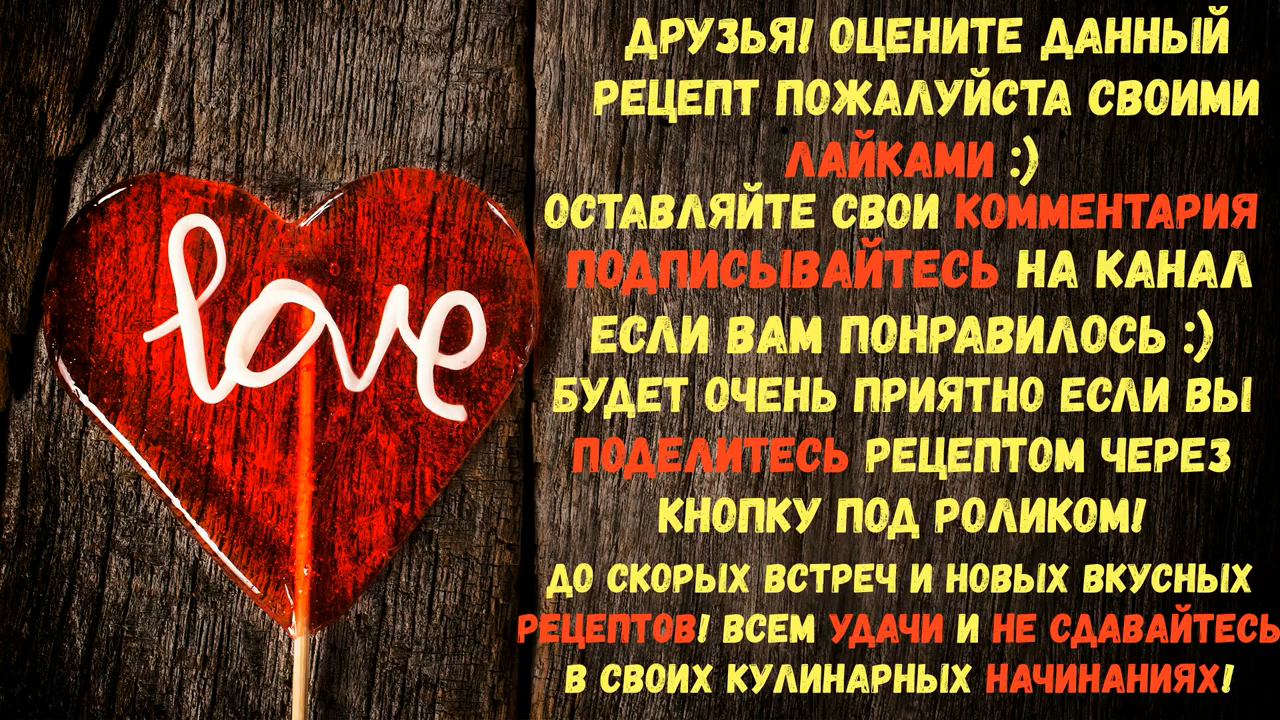 love
ДРУЗЬЯ! ОЦЕНИТЕ ДАННЫЙ
РЕЦЕПТ ПОЖАЛУЙСТА СВОИМИ
ЛАЙКАМИ :)
ОСТАВЛЯЙТЕ СВОИ КОММЕНТАРИЯ
ПОДПИСЫВАЙТЕСЬ НА КАНАЛ
ЕСЛИ ВАМ ПОНРАВИЛОСЬ :)
БУДЕТ ОЧЕНЬ ПРИЯТНО ЕСЛИ ВЫ
ПОДЕЛИТЕСЬ РЕЦЕПТОМ ЧЕРЕЗ
КНОПКУ ПОД РОЛИКОМ!
ДО СКОРЫХ ВСТРЕЧ И НОВЫХ ВКУСНЫХ
РЕЦЕПТОВ! ВСЕМ УДАЧИ И НЕ СДАВАЙТЕСЬ
В СВОИХ КУЛИНАРНЫХ НАЧИНАНИЯХ!